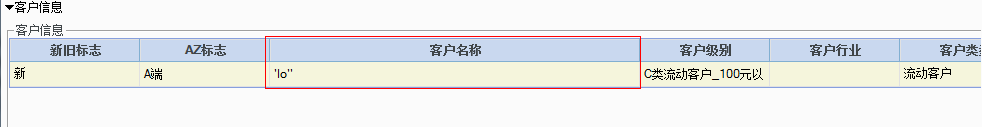 ▼客户信息
客户信息
新旧标志 AZ标志 客户名称 客户级别 客户行业 客户类
新 A端 'lo'' C类流动客户_100元以 流动客户